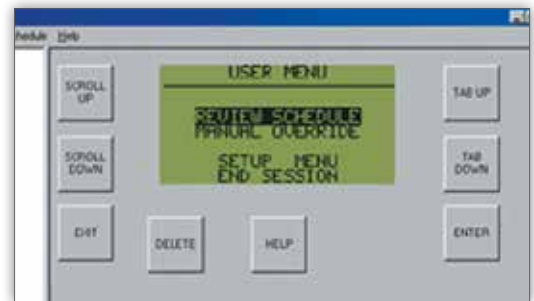 Help
SCROLL
UP
USER MENU
TAB UP
REVIEW SCHEDULE
MANUAL OVERRIDE
SCROLL
DOWN
SETUP MENU
END SESSION
TAB
DOWN
EXIT
DELETE
HELP
ENTER